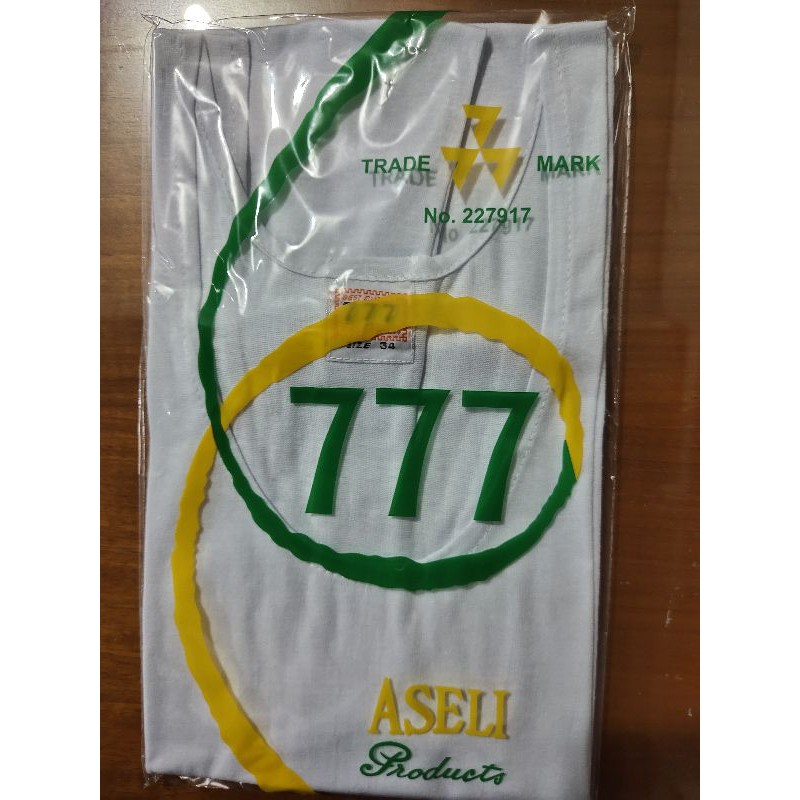 TRADE MARK
No. 227917
777
SIZE 34
777
ASELI
Products